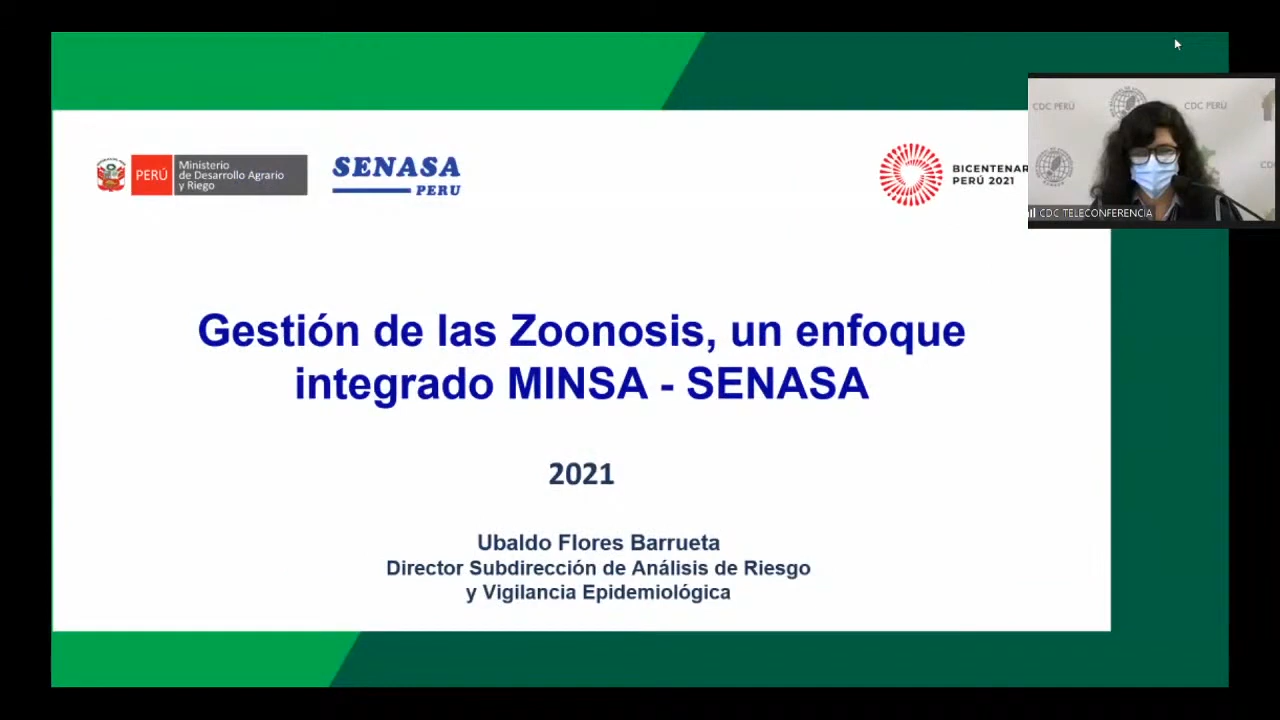 PERÚ
Ministerio
de Desarrollo Agrario
y Riego
SENASA
PERU
BICENTENAR
PERÚ 2021
CDC PERÚ
CDC PERÚ
CD
CDC TELECONFERENCIA
Gestión de las Zoonosis, un enfoque
integrado MINSA - SENASA
2021
Ubaldo Flores Barrueta
Director Subdirección de Análisis de Riesgo
y Vigilancia Epidemiológica